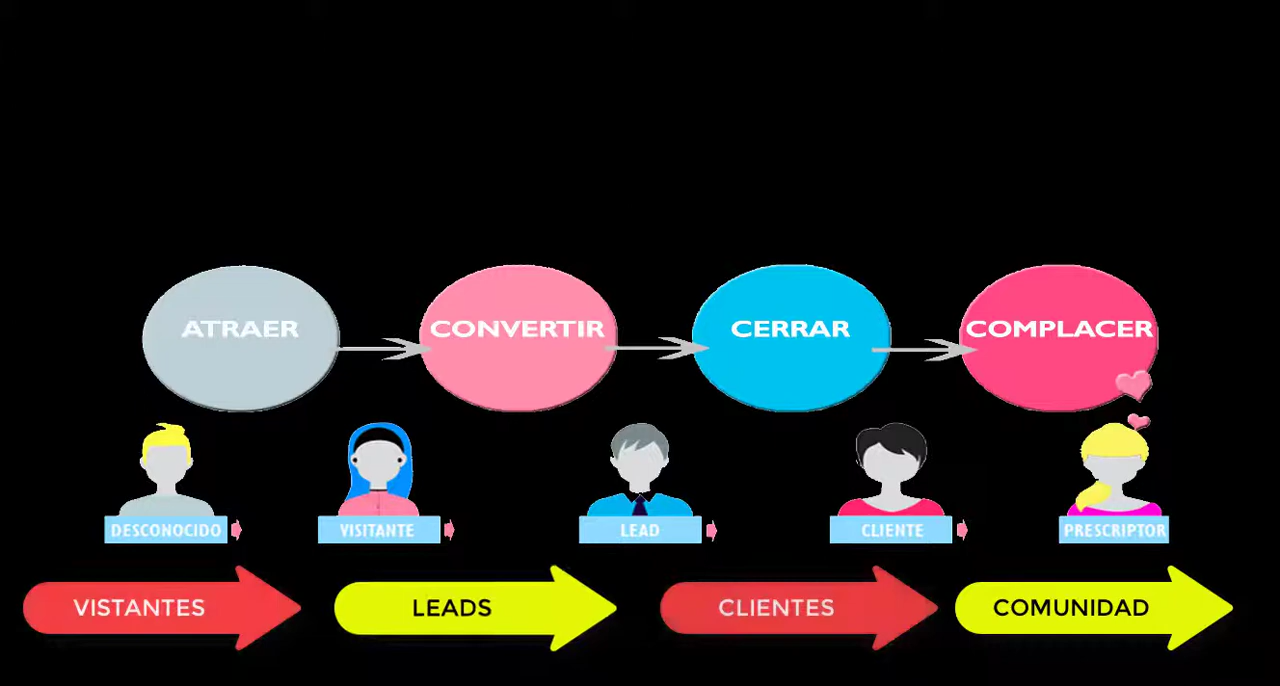 ATRAER
CONVERTIR
CERRAR
COMPLACER
DESCONOCIDO
VISITANTE
LEAD
CLIENTE
PRESCRIPTOR
VISTANTES
LEADS
CLIENTES
COMUNIDAD